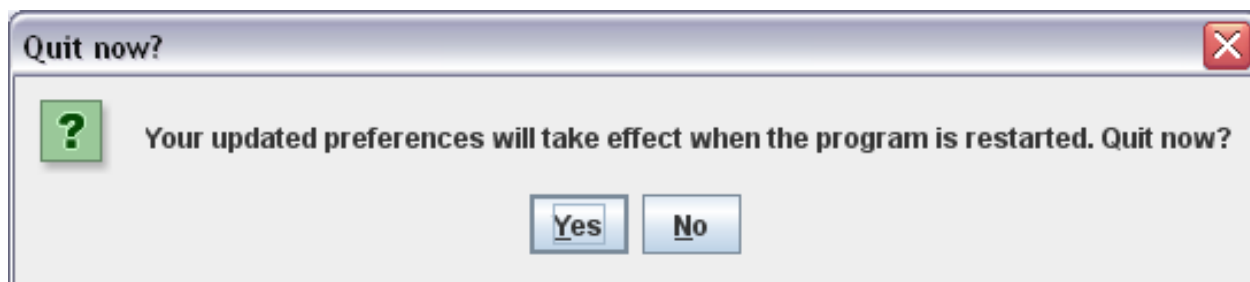 Quit now?
? Your updated preferences will take effect when the program is restarted. Quit now?
Yes No